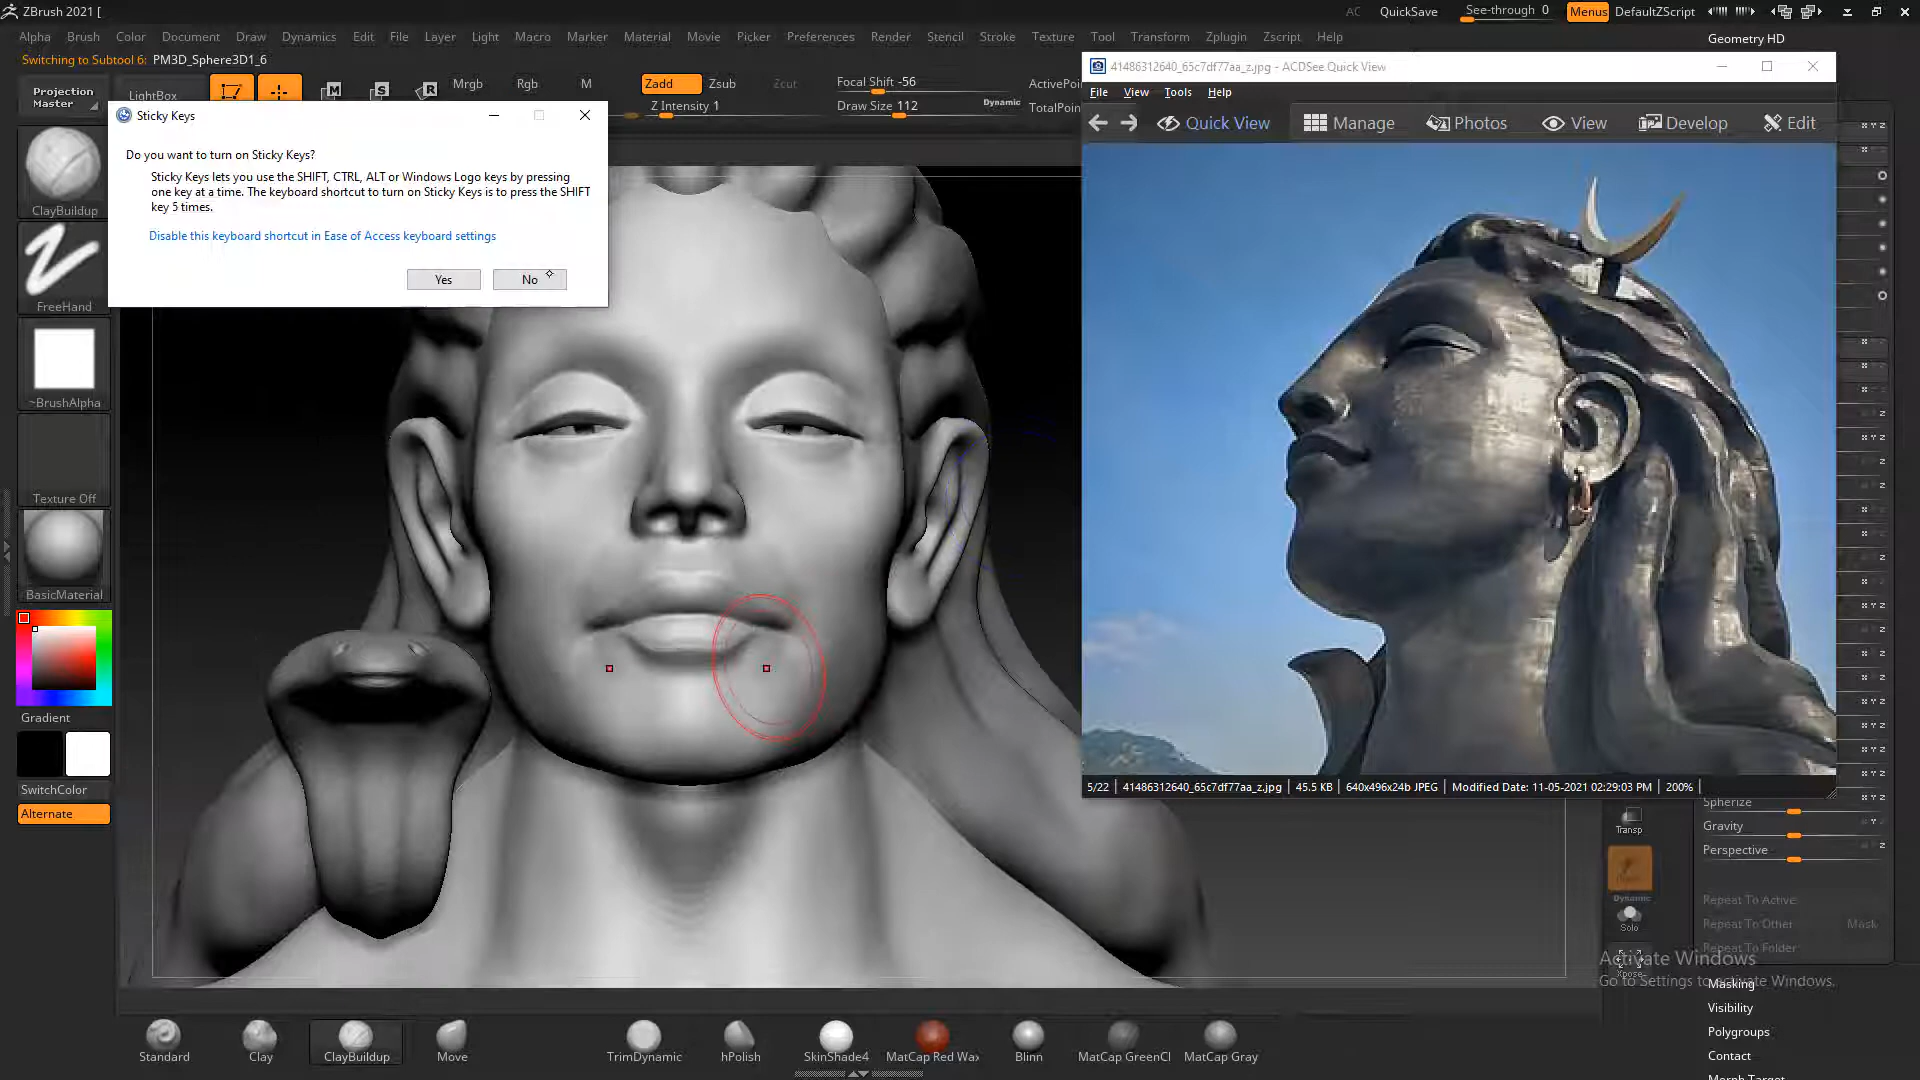 ZBrush 2021 [
AC QuickSave See-through 0 Menus DefaultZScript
Alpha Brush Color Document Draw Dynamics Edit File Layer Light Macro Marker Material Movie Picker Preferences Render Stencil Stroke Texture Tool Transform Zplugin Zscript Help
Geometry HD
Switching to Subtool 6: PM3D_Sphere3D1_6
Projection
Master
LightBox
Mrgb Rgb M
Zadd Zsub Zcut
Z Intensity 1
Focal Shift -56
Draw Size 112
Dynamic
ActivePoi
TotalPoin
Sticky Keys
Do you want to turn on Sticky Keys?
Sticky Keys lets you use the SHIFT, CTRL, ALT or Windows Logo keys by pressing
one key at a time. The keyboard shortcut to turn on Sticky Keys is to press the SHIFT
key 5 times.
Disable this keyboard shortcut in Ease of Access keyboard settings
Yes No
ClayBuildup
FreeHand
~BrushAlpha
Texture Off
BasicMaterial
Gradient
SwitchColor
Alternate
41486312640_65c7df77aa_z.jpg - ACDSee Quick View
File View Tools Help
Quick View Manage Photos View Develop Edit
5/22 41486312640_65c7df77aa_z.jpg 45.5 KB 640x496x24b JPEG Modified Date: 11-05-2021 02:29:03 PM 200%
Transp
Dynamic
Solo
Xpose
Spherize
Gravity
Perspective
Repeat To Active
Repeat To Other Mask
Repeat To Folder
Activate Windows
Go to Settings to activate Windows.
Masking
Visibility
Polygroups
Contact
Morph Target
Standard Clay ClayBuildup Move TrimDynamic hPolish SkinShade4 MatCap Red Wax Blinn MatCap GreenCl MatCap Gray